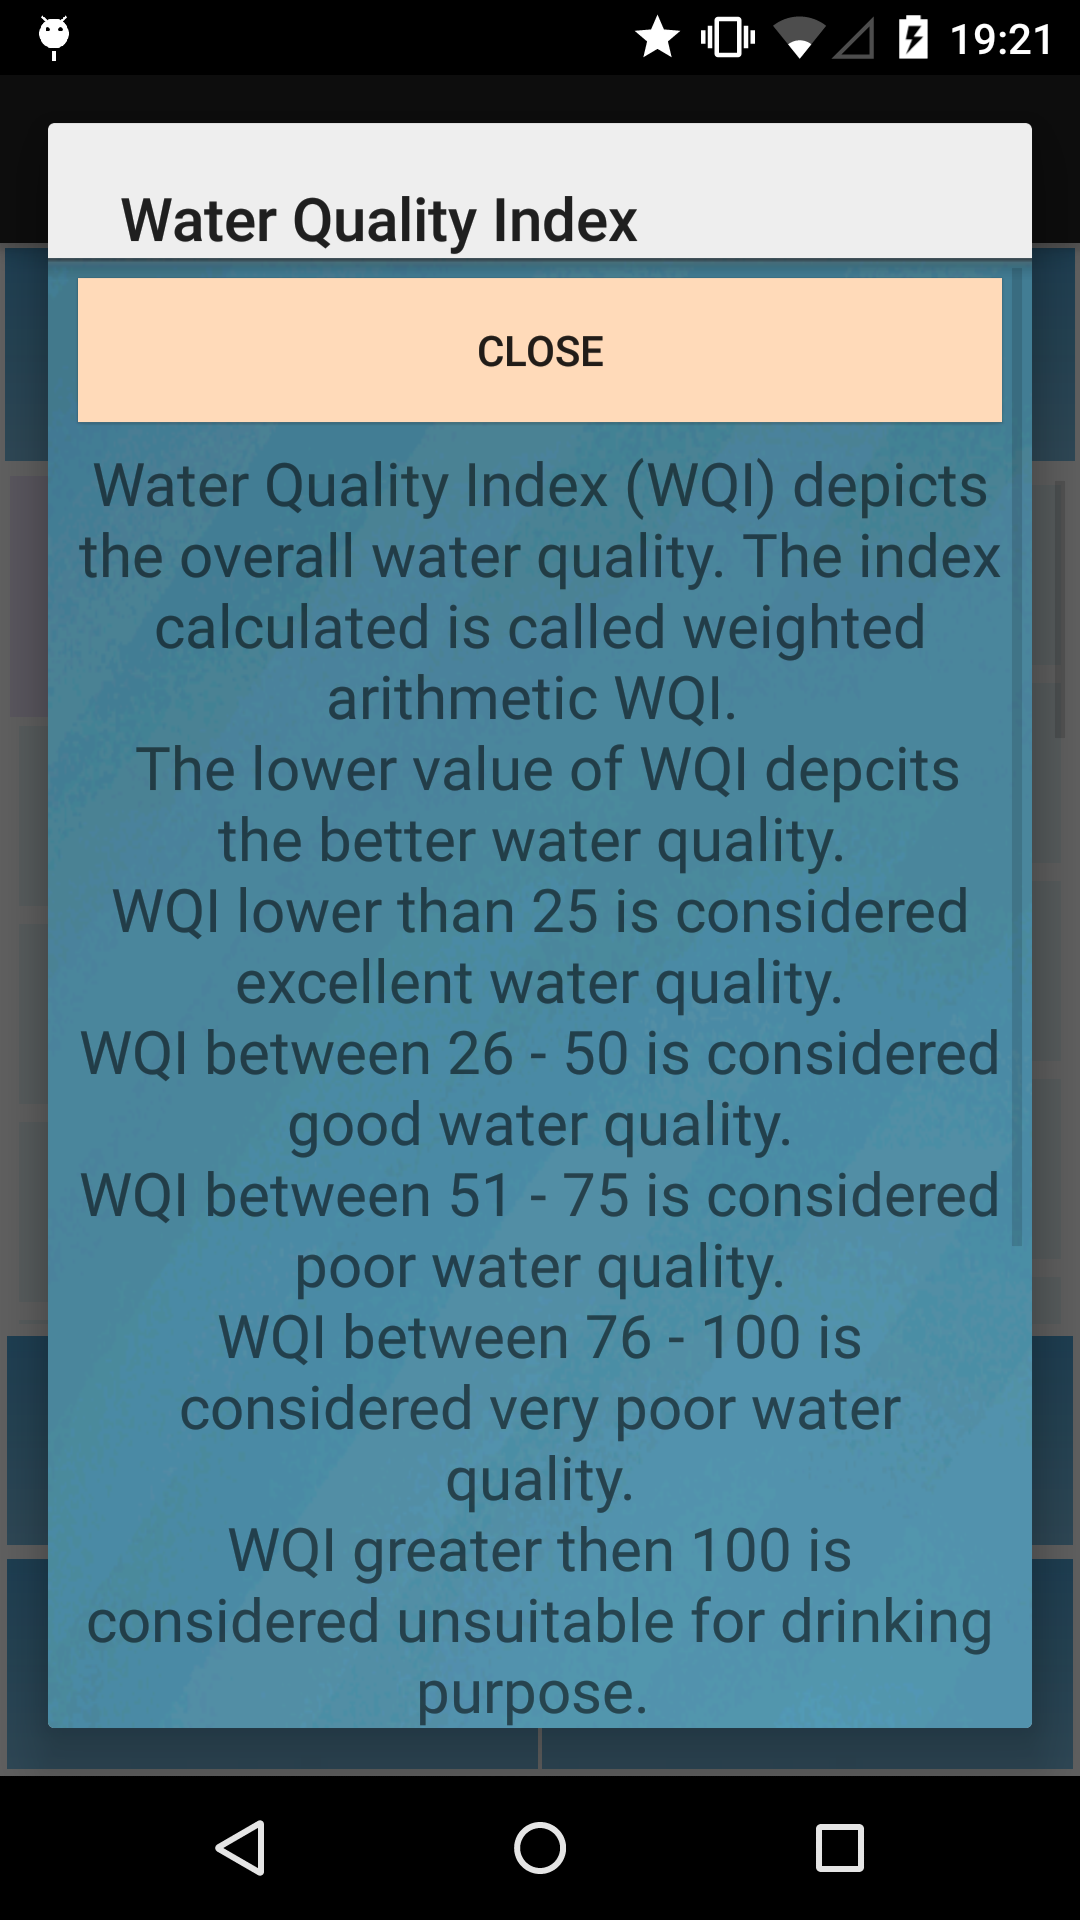 19:21
Water Quality Index
CLOSE
Water Quality Index (WQI) depicts
the overall water quality. The index
calculated is called weighted
arithmetic WQI.
The lower value of WQI depcits
the better water quality.
WQI lower than 25 is considered
excellent water quality.
WQI between 26 - 50 is considered
good water quality.
WQI between 51 - 75 is considered
poor water quality.
WQI between 76 - 100 is
considered very poor water
quality.
WQI greater then 100 is
considered unsuitable for drinking
purpose.